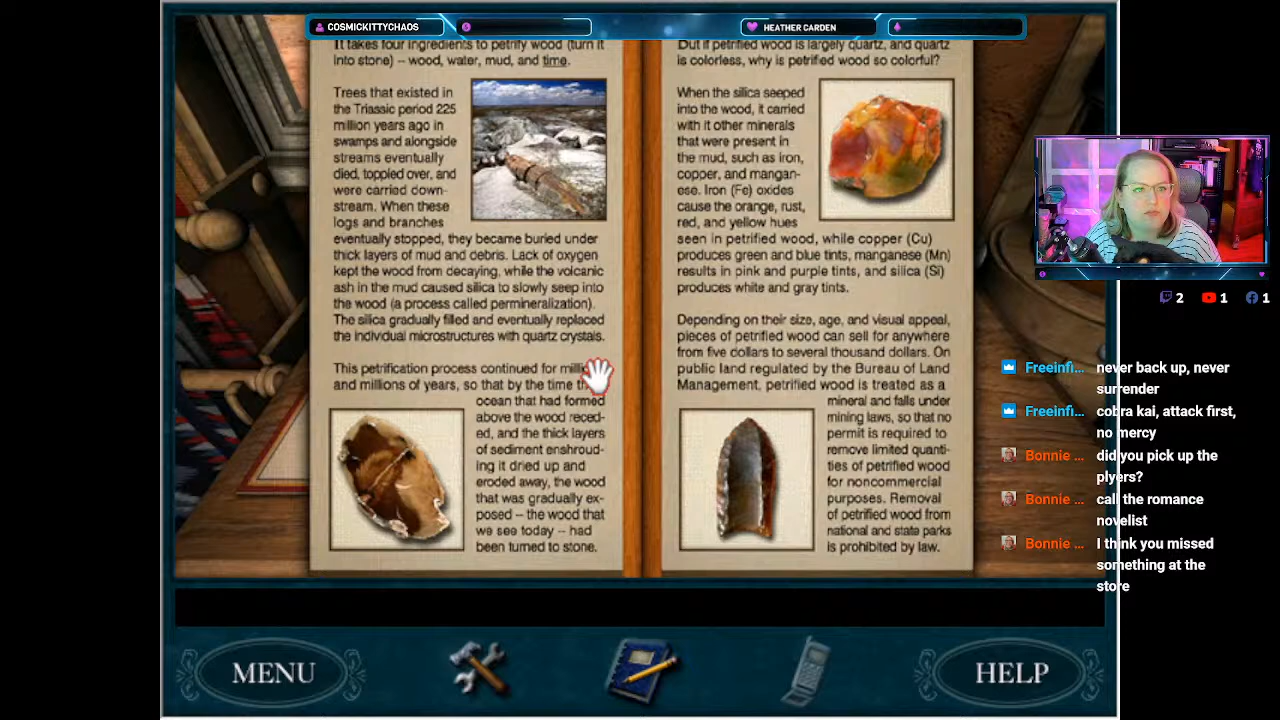 COSMICKITTYCHAOS
HEATHER CARDEN
It takes four ingredients to petrify wood (turn it
into stone) -- wood, water, mud, and time.
Trees that existed in
the Triassic period 225
million years ago in
swamps and alongside
streams eventually
died, toppled over, and
were carried down-
stream. When these
logs and branches
eventually stopped, they became buried under
thick layers of mud and debris. Lack of oxygen
kept the wood from decaying, while the volcanic
ash in the mud caused silica to slowly seep into
the wood (a process called permineralization).
The silica gradually filled and eventually replaced
the individual microstructures with quartz crystals.
This petrification process continued for
and millions of years, so that by the time
ocean that had formed
above the wood reced-
ed, and the thick layers
of sediment enshroud-
ing it dried up and
eroded away, the wood
that was gradually ex-
posed -- the wood that
we see today -- had
been turned to stone.
But if petrified wood is largely quartz, and quartz
is colorless, why is petrified wood so colorful?
When the silica seeped
into the wood, it carried
with it other minerals
that were present in
the mud, such as iron,
copper, and mangan-
ese. Iron (Fe) oxides
cause the orange, rust,
red, and yellow hues
seen in petrified wood, while copper (Cu)
produces green and blue tints, manganese (Mn)
results in pink and purple tints, and silica (Si)
produces white and gray tints.
Depending on their size, age, and visual appeal,
pieces of petrified wood can sell for anywhere
from five dollars to several thousand dollars. On
public land regulated by the Bureau of Land
Management, petrified wood is treated as a
mineral and falls under
mining laws, so that no
permit is required to
remove limited quanti-
ties of petrified wood
for noncommercial
purposes. Removal
of petrified wood from
national and state parks
is prohibited by law.
2 1 1
Freeinfi... never back up, never
surrender
Freeinfi... cobra kai, attack first,
no mercy
Bonnie ... did you pick up the
plyers?
Bonnie ... call the romance
novelist
Bonnie ... I think you missed
something at the
store
MENU
HELP